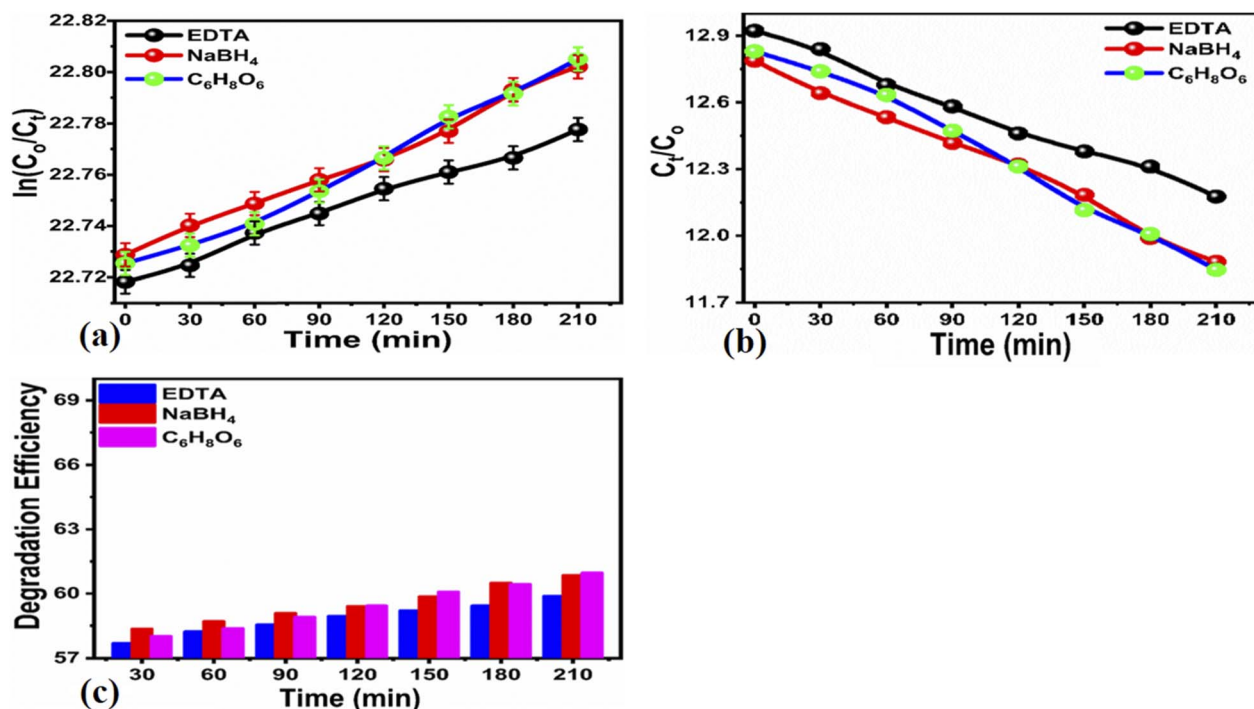 22.82
22.80
22.78
22.76
22.74
22.72
ln(C₀/Cₜ)
EDTA
NaBH₄
C₆H₈O₆
0 30 60 90 120 150 180 210
(a) Time (min)
12.9
12.6
12.3
12.0
11.7
Cₜ/Cₒ
EDTA
NaBH₄
C₆H₈O₆
0 30 60 90 120 150 180 210
(b) Time (min)
69
66
63
60
57
Degradation Efficiency
EDTA
NaBH₄
C₆H₈O₆
30 60 90 120 150 180 210
(c) Time (min)